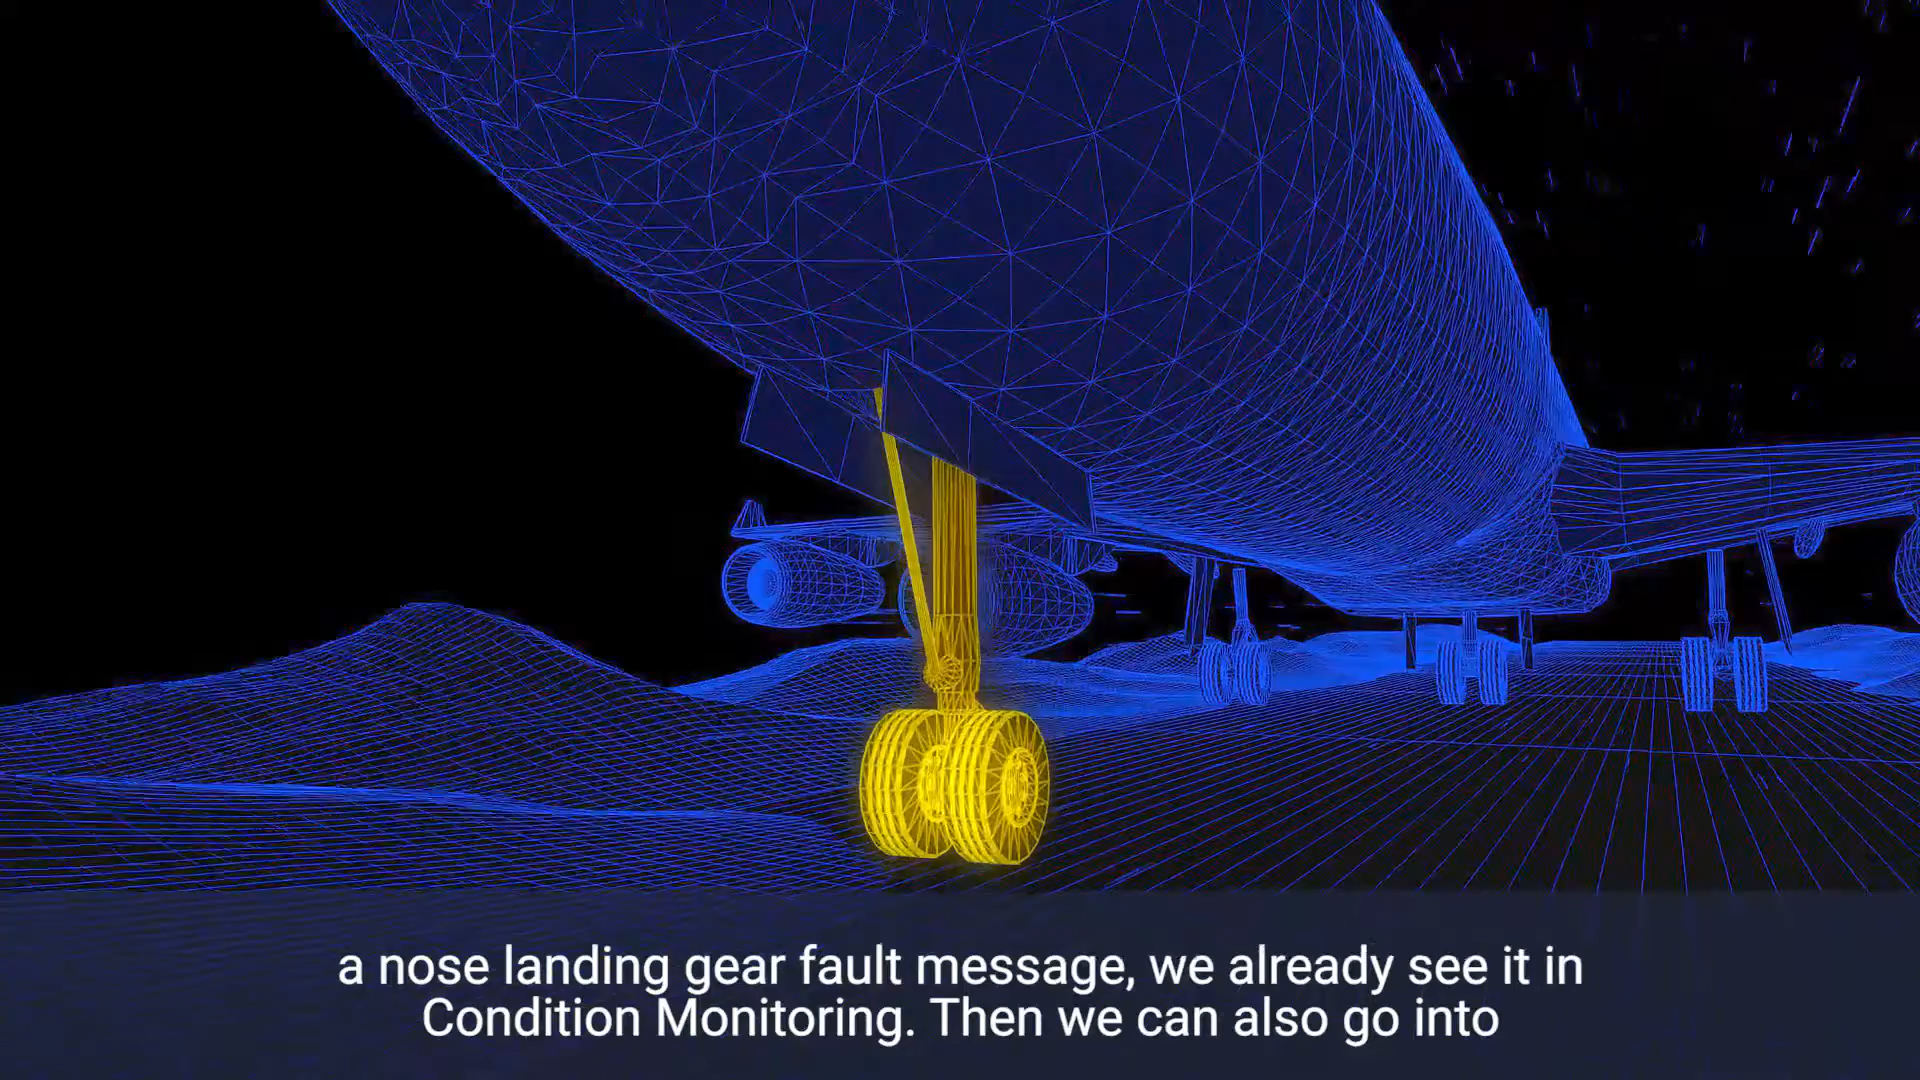 a nose landing gear fault message, we already see it in
Condition Monitoring. Then we can also go into